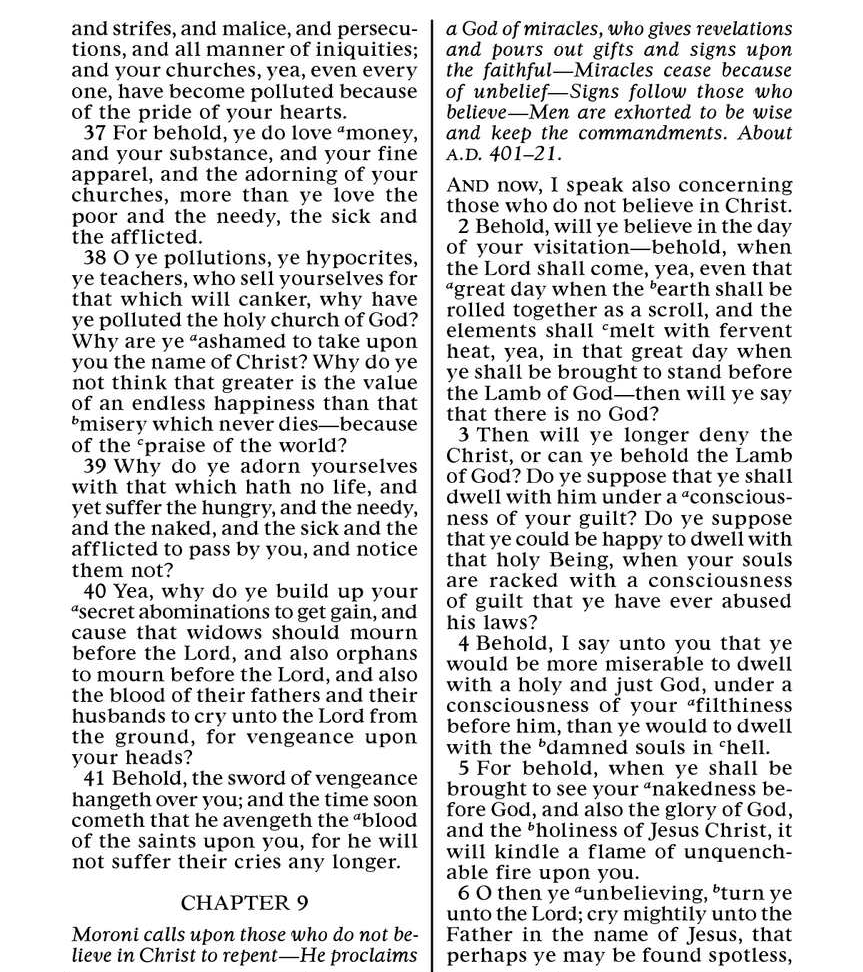 and strifes, and malice, and persecu-
tions, and all manner of iniquities;
and your churches, yea, even every
one, have become polluted because
of the pride of your hearts.
37 For behold, ye do love ᵃmoney,
and your substance, and your fine
apparel, and the adorning of your
churches, more than ye love the
poor and the needy, the sick and
the afflicted.
38 O ye pollutions, ye hypocrites,
ye teachers, who sell yourselves for
that which will canker, why have
ye polluted the holy church of God?
Why are ye ᵃashamed to take upon
you the name of Christ? Why do ye
not think that greater is the value
of an endless happiness than that
ᵇmisery which never dies—because
of the ᶜpraise of the world?
39 Why do ye adorn yourselves
with that which hath no life, and
yet suffer the hungry, and the needy,
and the naked, and the sick and the
afflicted to pass by you, and notice
them not?
40 Yea, why do ye build up your
ᵃsecret abominations to get gain, and
cause that widows should mourn
before the Lord, and also orphans
to mourn before the Lord, and also
the blood of their fathers and their
husbands to cry unto the Lord from
the ground, for vengeance upon
your heads?
41 Behold, the sword of vengeance
hangeth over you; and the time soon
cometh that he avengeth the ᵃblood
of the saints upon you, for he will
not suffer their cries any longer.
CHAPTER 9
Moroni calls upon those who do not be-
lieve in Christ to repent—He proclaims
a God of miracles, who gives revelations
and pours out gifts and signs upon
the faithful—Miracles cease because
of unbelief—Signs follow those who
believe—Men are exhorted to be wise
and keep the commandments. About
A.D. 401–21.
AND now, I speak also concerning
those who do not believe in Christ.
2 Behold, will ye believe in the day
of your visitation—behold, when
the Lord shall come, yea, even that
ᵃgreat day when the ᵇearth shall be
rolled together as a scroll, and the
elements shall ᶜmelt with fervent
heat, yea, in that great day when
ye shall be brought to stand before
the Lamb of God—then will ye say
that there is no God?
3 Then will ye longer deny the
Christ, or can ye behold the Lamb
of God? Do ye suppose that ye shall
dwell with him under a ᵃconscious-
ness of your guilt? Do ye suppose
that ye could be happy to dwell with
that holy Being, when your souls
are racked with a consciousness
of guilt that ye have ever abused
his laws?
4 Behold, I say unto you that ye
would be more miserable to dwell
with a holy and just God, under a
consciousness of your ᵃfilthiness
before him, than ye would to dwell
with the ᵇdamned souls in ᶜhell.
5 For behold, when ye shall be
brought to see your ᵃnakedness be-
fore God, and also the glory of God,
and the ᵇholiness of Jesus Christ, it
will kindle a flame of unquench-
able fire upon you.
6 O then ye ᵃunbelieving, ᵇturn ye
unto the Lord; cry mightily unto the
Father in the name of Jesus, that
perhaps ye may be found spotless,